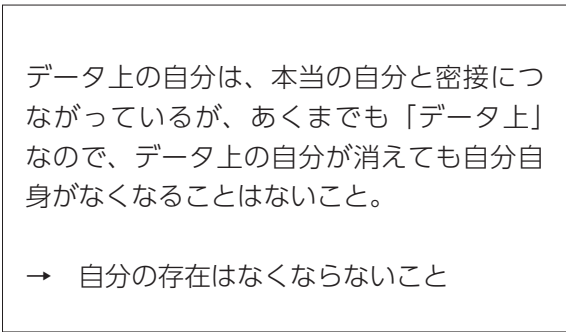 データ上の自分は、本当の自分と密接につ
ながっているが、あくまでも「データ上」
なので、データ上の自分が消えても自分自
身がなくなることはないこと。
→　自分の存在はなくならないこと